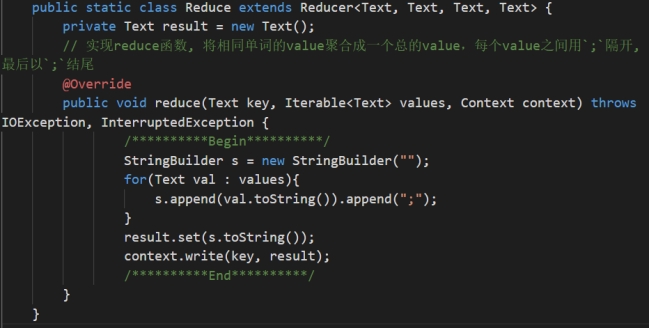 public static class Reduce extends Reducer<Text, Text, Text, Text> {
    private Text result = new Text();
    // 实现reduce函数, 将相同单词的value聚合成一个总的value，每个value之间用`;`隔开,
最后以`;`结尾
    @Override
    public void reduce(Text key, Iterable<Text> values, Context context) throws
IOException, InterruptedException {
            /**********Begin**********/
            StringBuilder s = new StringBuilder("");
            for(Text val : values){
                s.append(val.toString()).append(";");
            }
            result.set(s.toString());
            context.write(key, result);
            /**********End**********/
    }
}